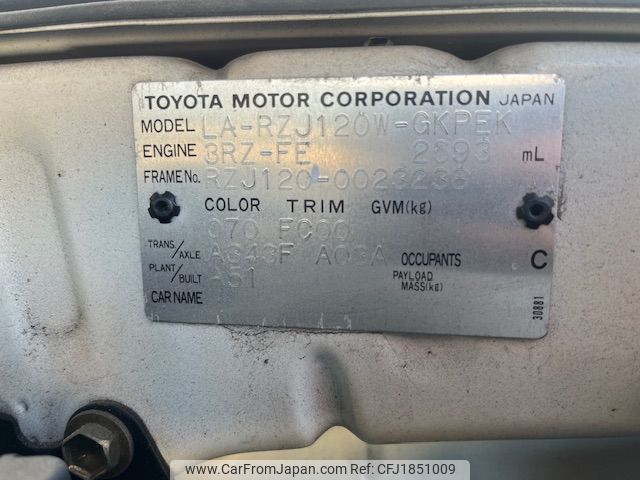 TOYOTA MOTOR CORPORATION JAPAN
MODEL LA-RZJ120W-GKPEK
ENGINE 3RZ-FE 2693 mL
FRAME No. RZJ120-0023238
COLOR TRIM GVM(kg)
070 FC00
TRANS/AXLE A343F A03A OCCUPANTS C
PLANT/BUILT A51 PAYLOAD MASS(kg)
CAR NAME
30881
www.CarFromJapan.com Ref.No: CFJ1851009